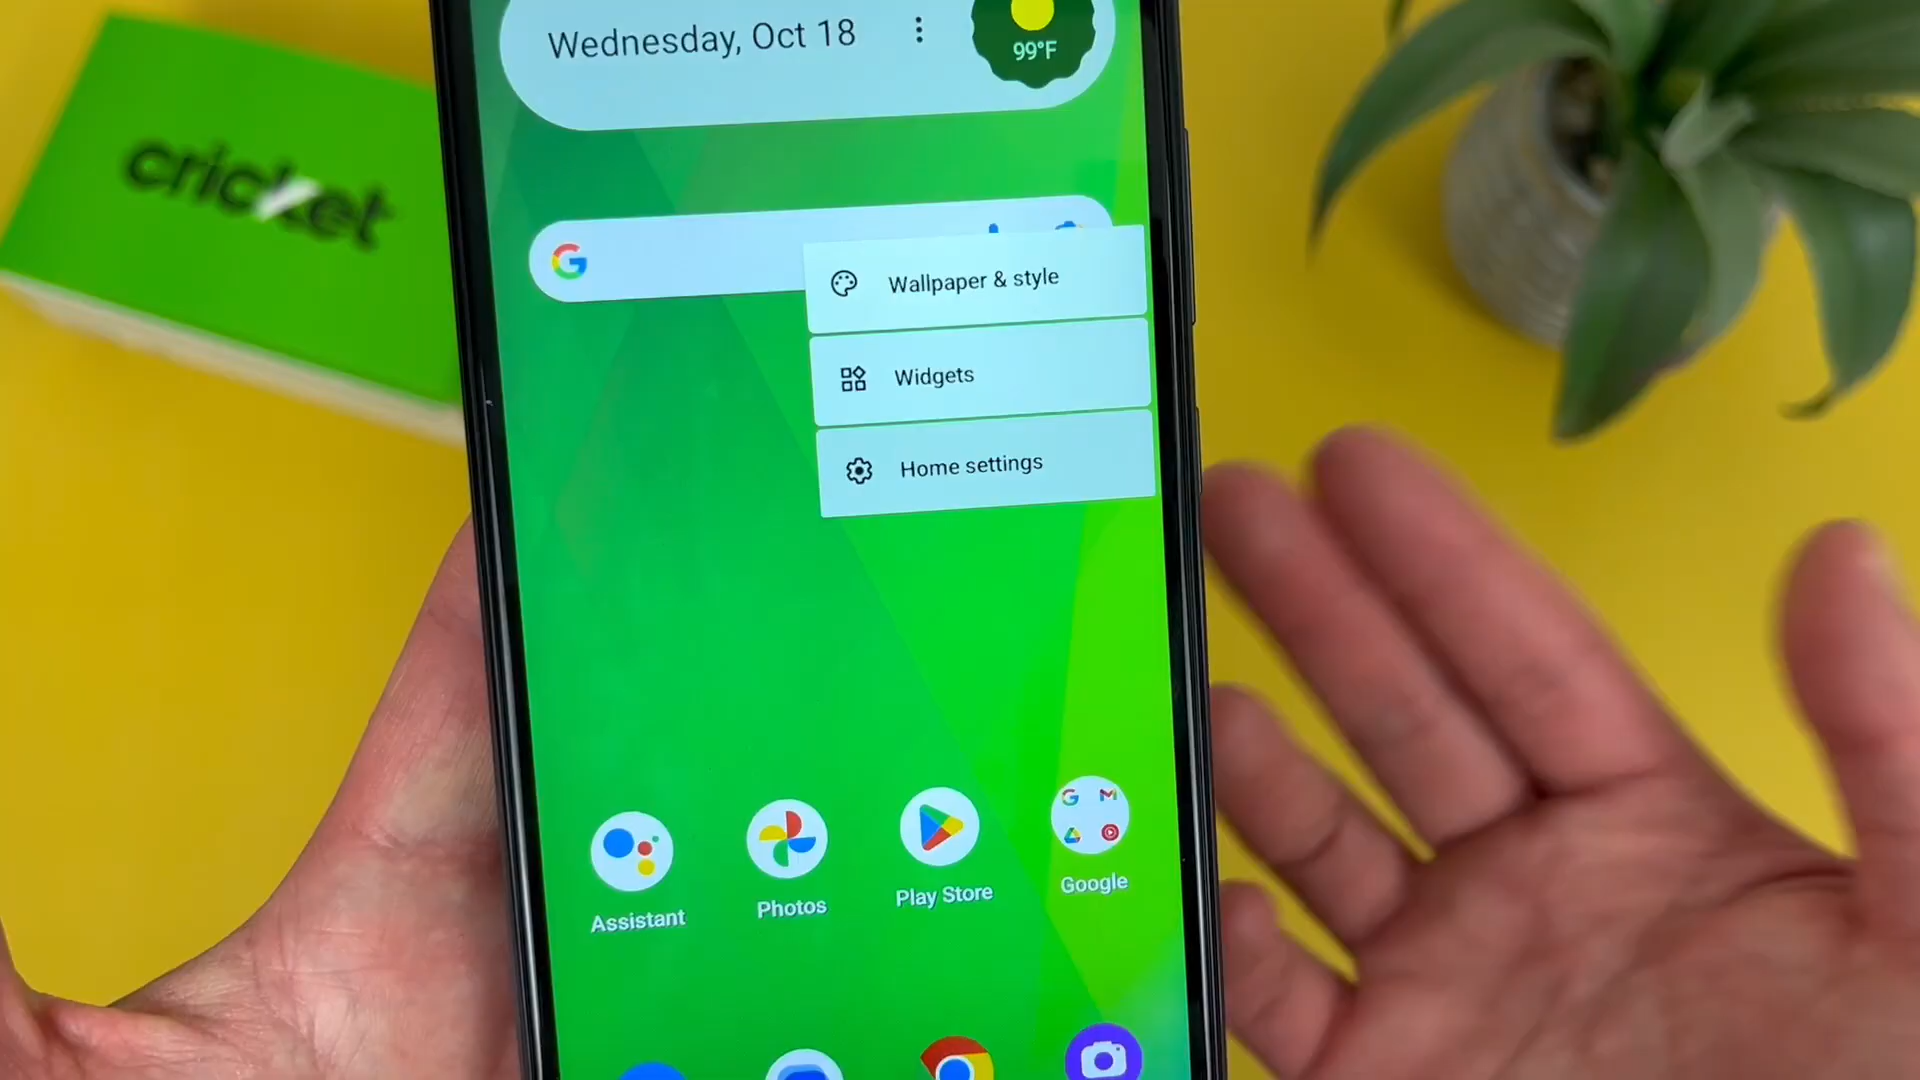 Wednesday, Oct 18
99°F
cricket
Wallpaper & style
Widgets
Home settings
Assistant
Photos
Play Store
Google